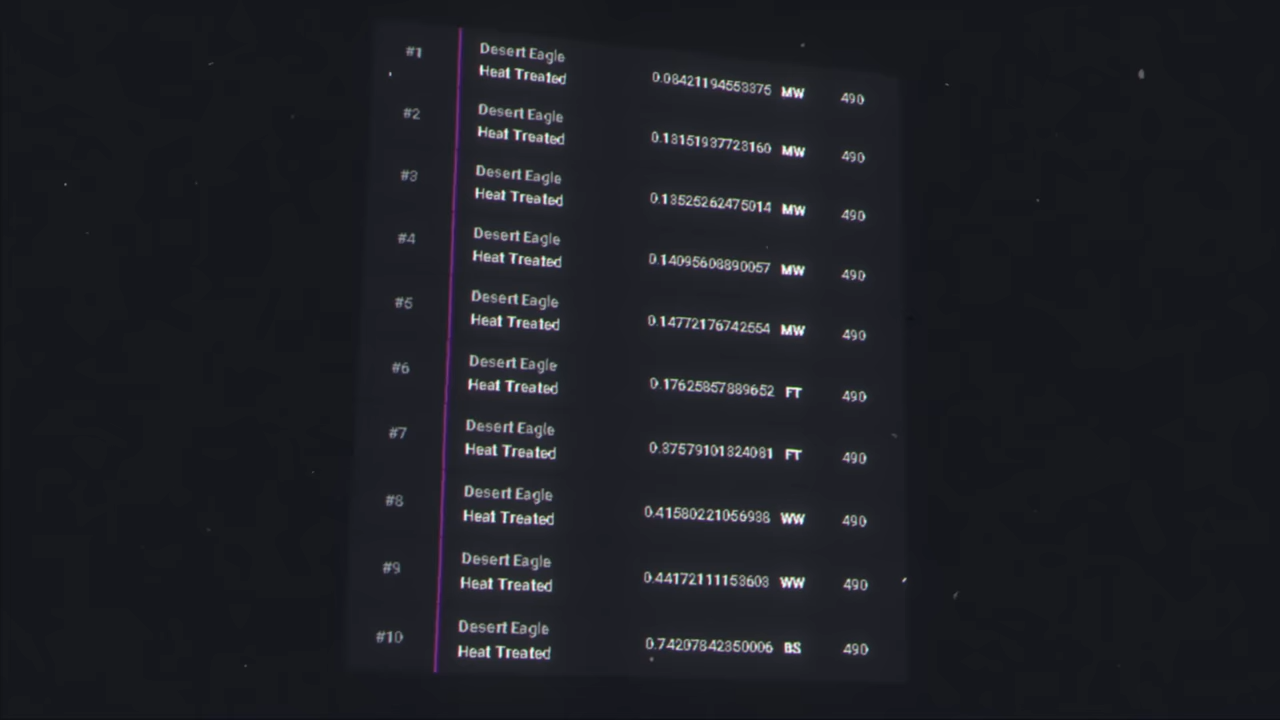 #1
Desert Eagle
Heat Treated
0.08421194553375 MW 490
#2
Desert Eagle
Heat Treated
0.13151937723160 MW 490
#3
Desert Eagle
Heat Treated
0.13525262475014 MW 490
#4
Desert Eagle
Heat Treated
0.14095608890057 MW 490
#5
Desert Eagle
Heat Treated
0.14772176742554 MW 490
#6
Desert Eagle
Heat Treated
0.17625857889652 FT 490
#7
Desert Eagle
Heat Treated
0.37579101324081 FT 490
#8
Desert Eagle
Heat Treated
0.41580221056938 WW 490
#9
Desert Eagle
Heat Treated
0.44172111153603 WW 490
#10
Desert Eagle
Heat Treated
0.74207842350006 BS 490